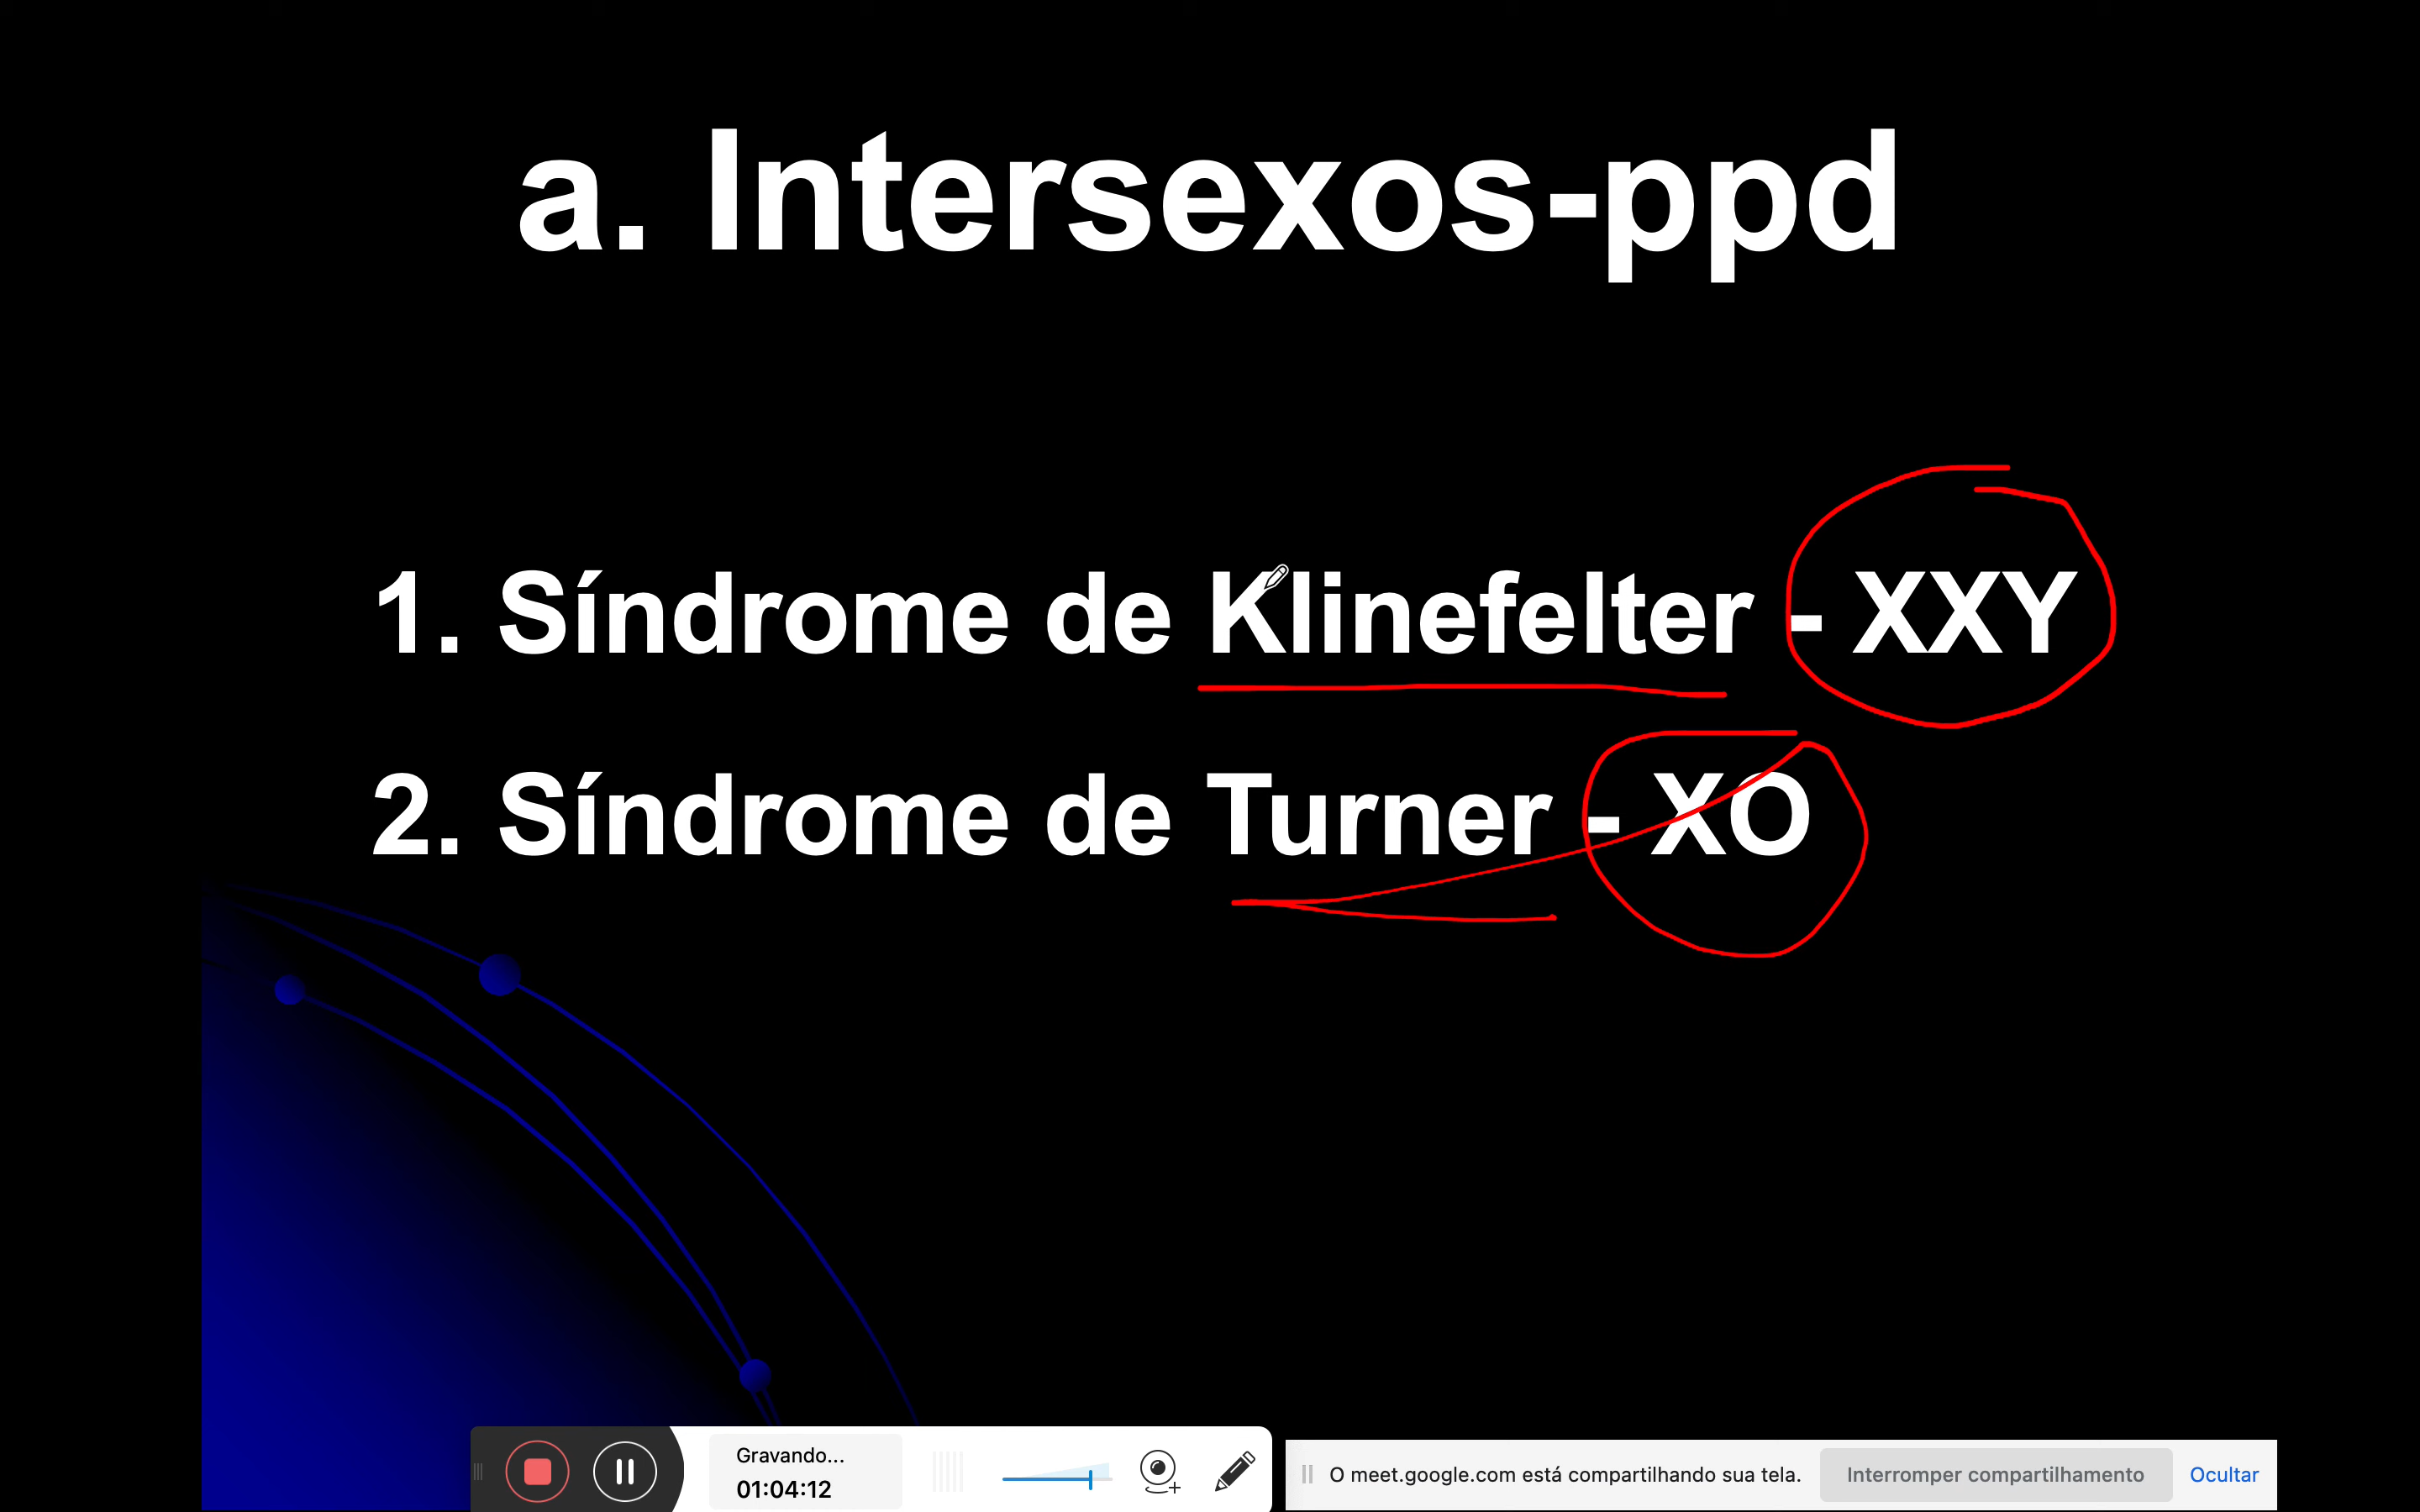 a. Intersexos-ppd
1. Síndrome de Klinefelter - XXY
2. Síndrome de Turner - XO
Gravando...
01:04:12
O meet.google.com está compartilhando sua tela.
Interromper compartilhamento
Ocultar